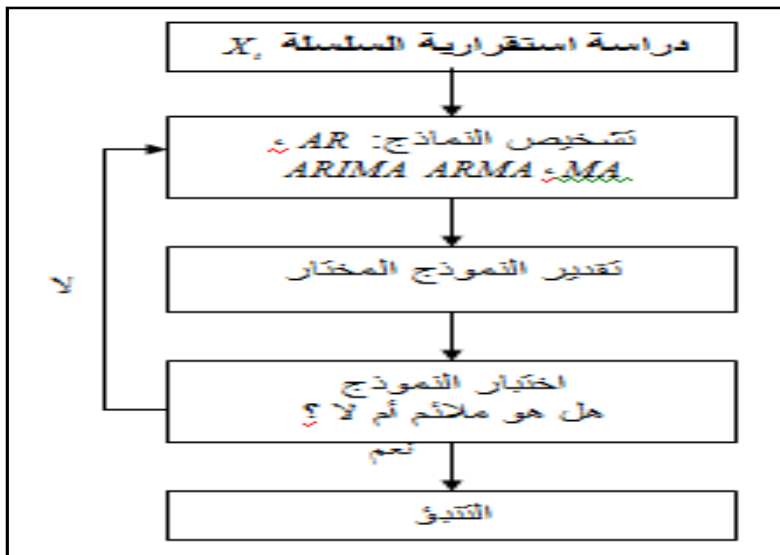 دراسة استقرارية السلسلة Xₜ
تشخيص النماذج: AR ،
MA، ARMA ARIMA
تقدير النموذج المختار
اختبار النموذج
هل هو ملائم أم لا ؟
لا
نعم
التنبؤ